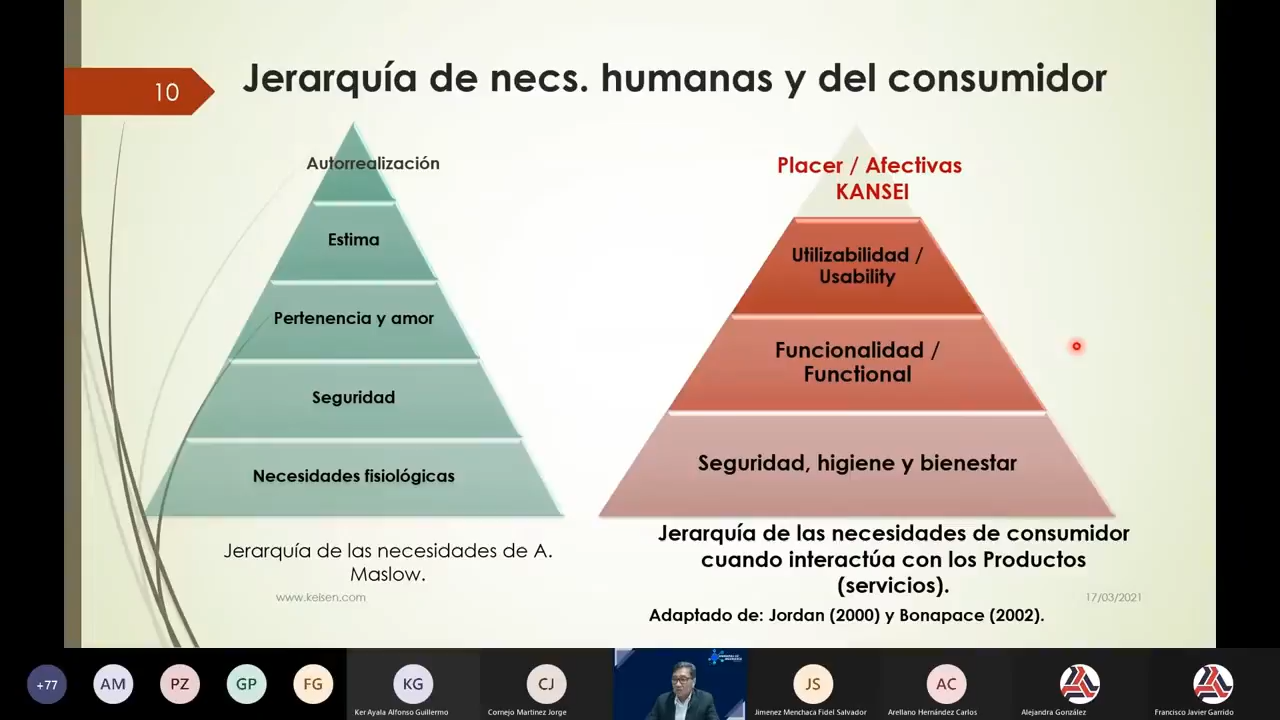 10
Jerarquía de necs. humanas y del consumidor
Autorrealización
Estima
Pertenencia y amor
Seguridad
Necesidades fisiológicas
Jerarquía de las necesidades de A.
Maslow.
www.keisen.com
Placer / Afectivas
KANSEI
Utilizabilidad /
Usability
Funcionalidad /
Functional
Seguridad, higiene y bienestar
Jerarquía de las necesidades de consumidor
cuando interactúa con los Productos
(servicios).
17/03/2021
Adaptado de: Jordan (2000) y Bonapace (2002).
+77
AM
PZ
GP
FG
KG
Ker Ayala Alfonso Guillermo
CJ
Cornejo Martinez Jorge
JS
Jimenez Menchaca Fidel Salvador
AC
Arellano Hernández Carlos
Alejandra González
Francisco Javier Garrido